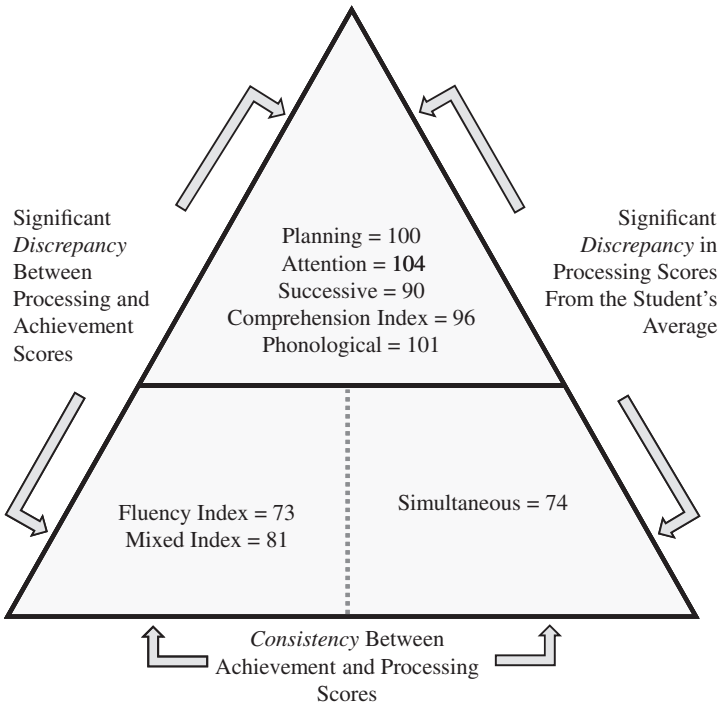 Planning = 100
Attention = 104
Successive = 90
Comprehension Index = 96
Phonological = 101
Significant
Discrepancy
Between
Processing and
Achievement
Scores
Significant
Discrepancy in
Processing Scores
From the Student’s
Average
Fluency Index = 73
Mixed Index = 81
Simultaneous = 74
Consistency Between
Achievement and Processing
Scores